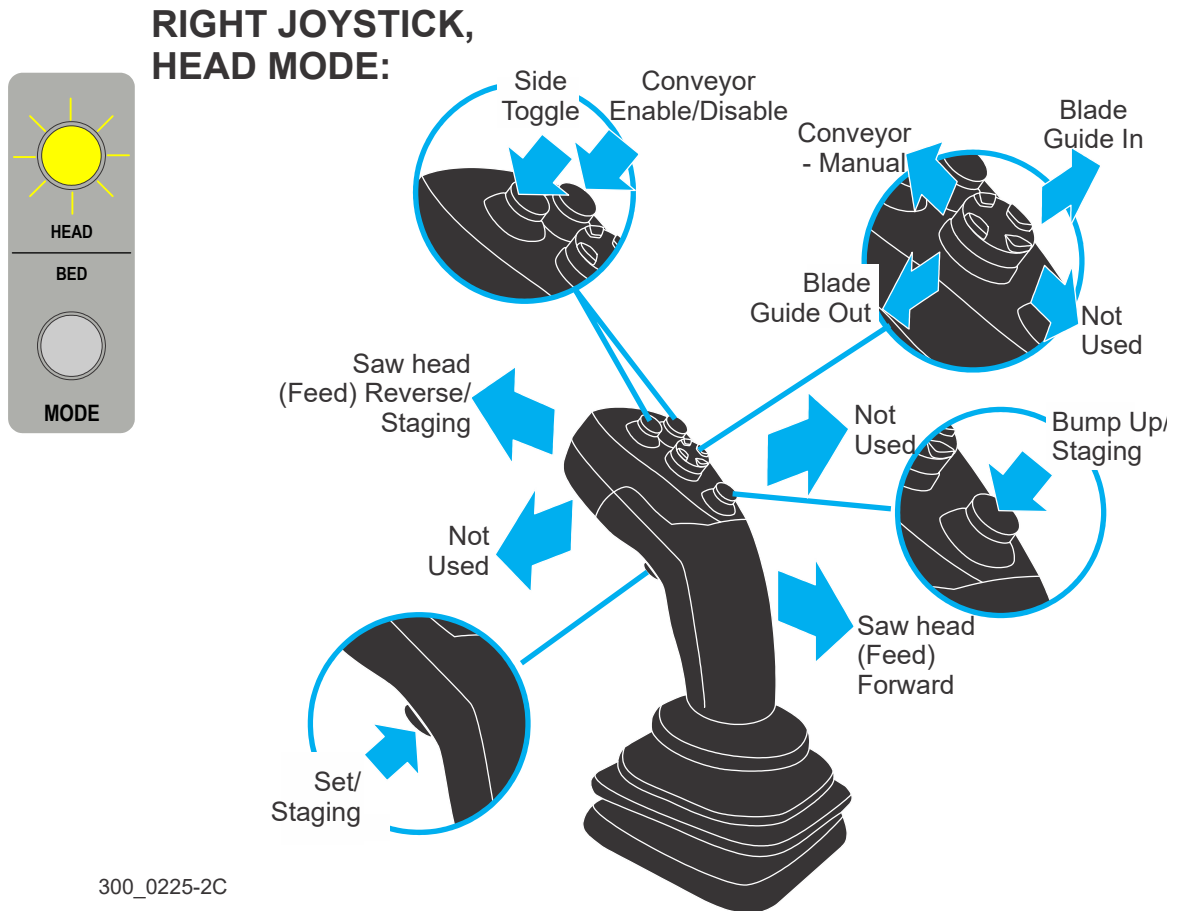 RIGHT JOYSTICK,
HEAD MODE:
HEAD
BED
MODE
Side
Toggle
Conveyor
Enable/Disable
Conveyor
- Manual
Blade
Guide In
Blade
Guide Out
Not
Used
Saw head
(Feed) Reverse/
Staging
Not
Used
Bump Up/
Staging
Not
Used
Saw head
(Feed)
Forward
Set/
Staging
300_0225-2C